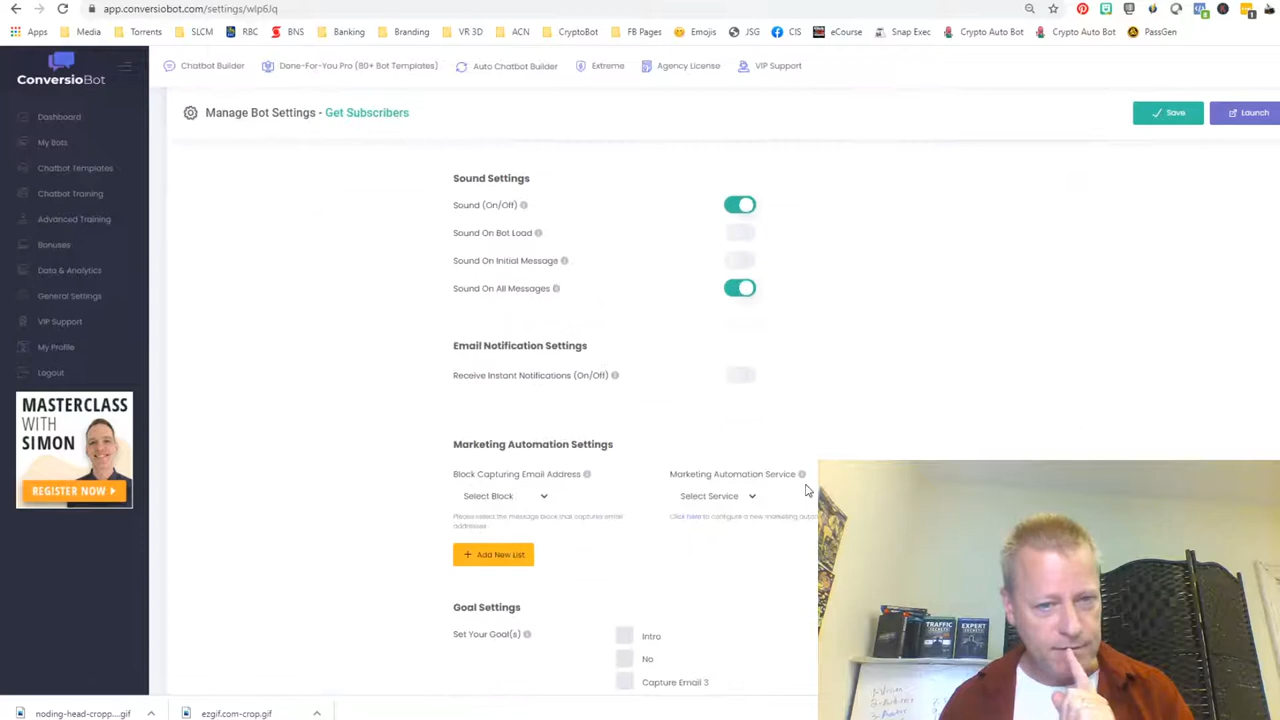 app.conversiobot.com/settings/wIp6Jq
Apps Media Torrents SLCM RBC BNS Banking Branding VR 3D ACN CryptoBot FB Pages Emojis JSG CIS eCourse Snap Exec Crypto Auto Bot Crypto Auto Bot PassGen
ConversioBot
Chatbot Builder Done-For-You Pro (80+ Bot Templates) Auto Chatbot Builder Extreme Agency License VIP Support
Manage Bot Settings - Get Subscribers
Save
Launch
Dashboard
My Bots
Chatbot Templates
Chatbot Training
Advanced Training
Bonuses
Data & Analytics
General Settings
VIP Support
My Profile
Logout
MASTERCLASS
WITH
SIMON
REGISTER NOW
Sound Settings
Sound (On/Off)
Sound On Bot Load
Sound On Initial Message
Sound On All Messages
Email Notification Settings
Receive Instant Notifications (On/Off)
Marketing Automation Settings
Block Capturing Email Address
Marketing Automation Service
Select Block
Select Service
Please select the message block that captures email
addresses
Click here to configure a new marketing
+ Add New List
Goal Settings
Set Your Goal(s)
Intro
No
Capture Email 3
TRAFFIC
SECRETS
EXPERT
SECRETS
noding-head-cropp....gif
ezgif.com-crop.gif